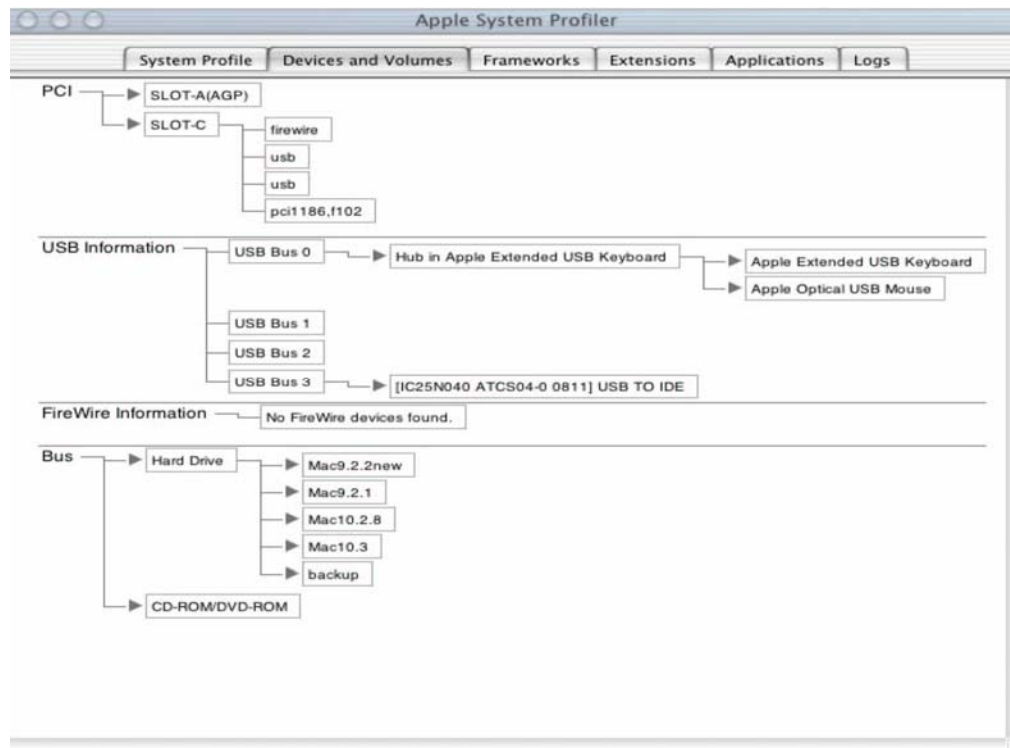 Apple System Profiler
System Profile Devices and Volumes Frameworks Extensions Applications Logs
PCI SLOT-A(AGP)
SLOT-C firewire
usb
usb
pci1186,f102
USB Information USB Bus 0 Hub in Apple Extended USB Keyboard Apple Extended USB Keyboard
Apple Optical USB Mouse
USB Bus 1
USB Bus 2
USB Bus 3 [IC25N040 ATCS04-0 0811] USB TO IDE
FireWire Information No FireWire devices found.
Bus Hard Drive Mac9.2.2new
Mac9.2.1
Mac10.2.8
Mac10.3
backup
CD-ROM/DVD-ROM